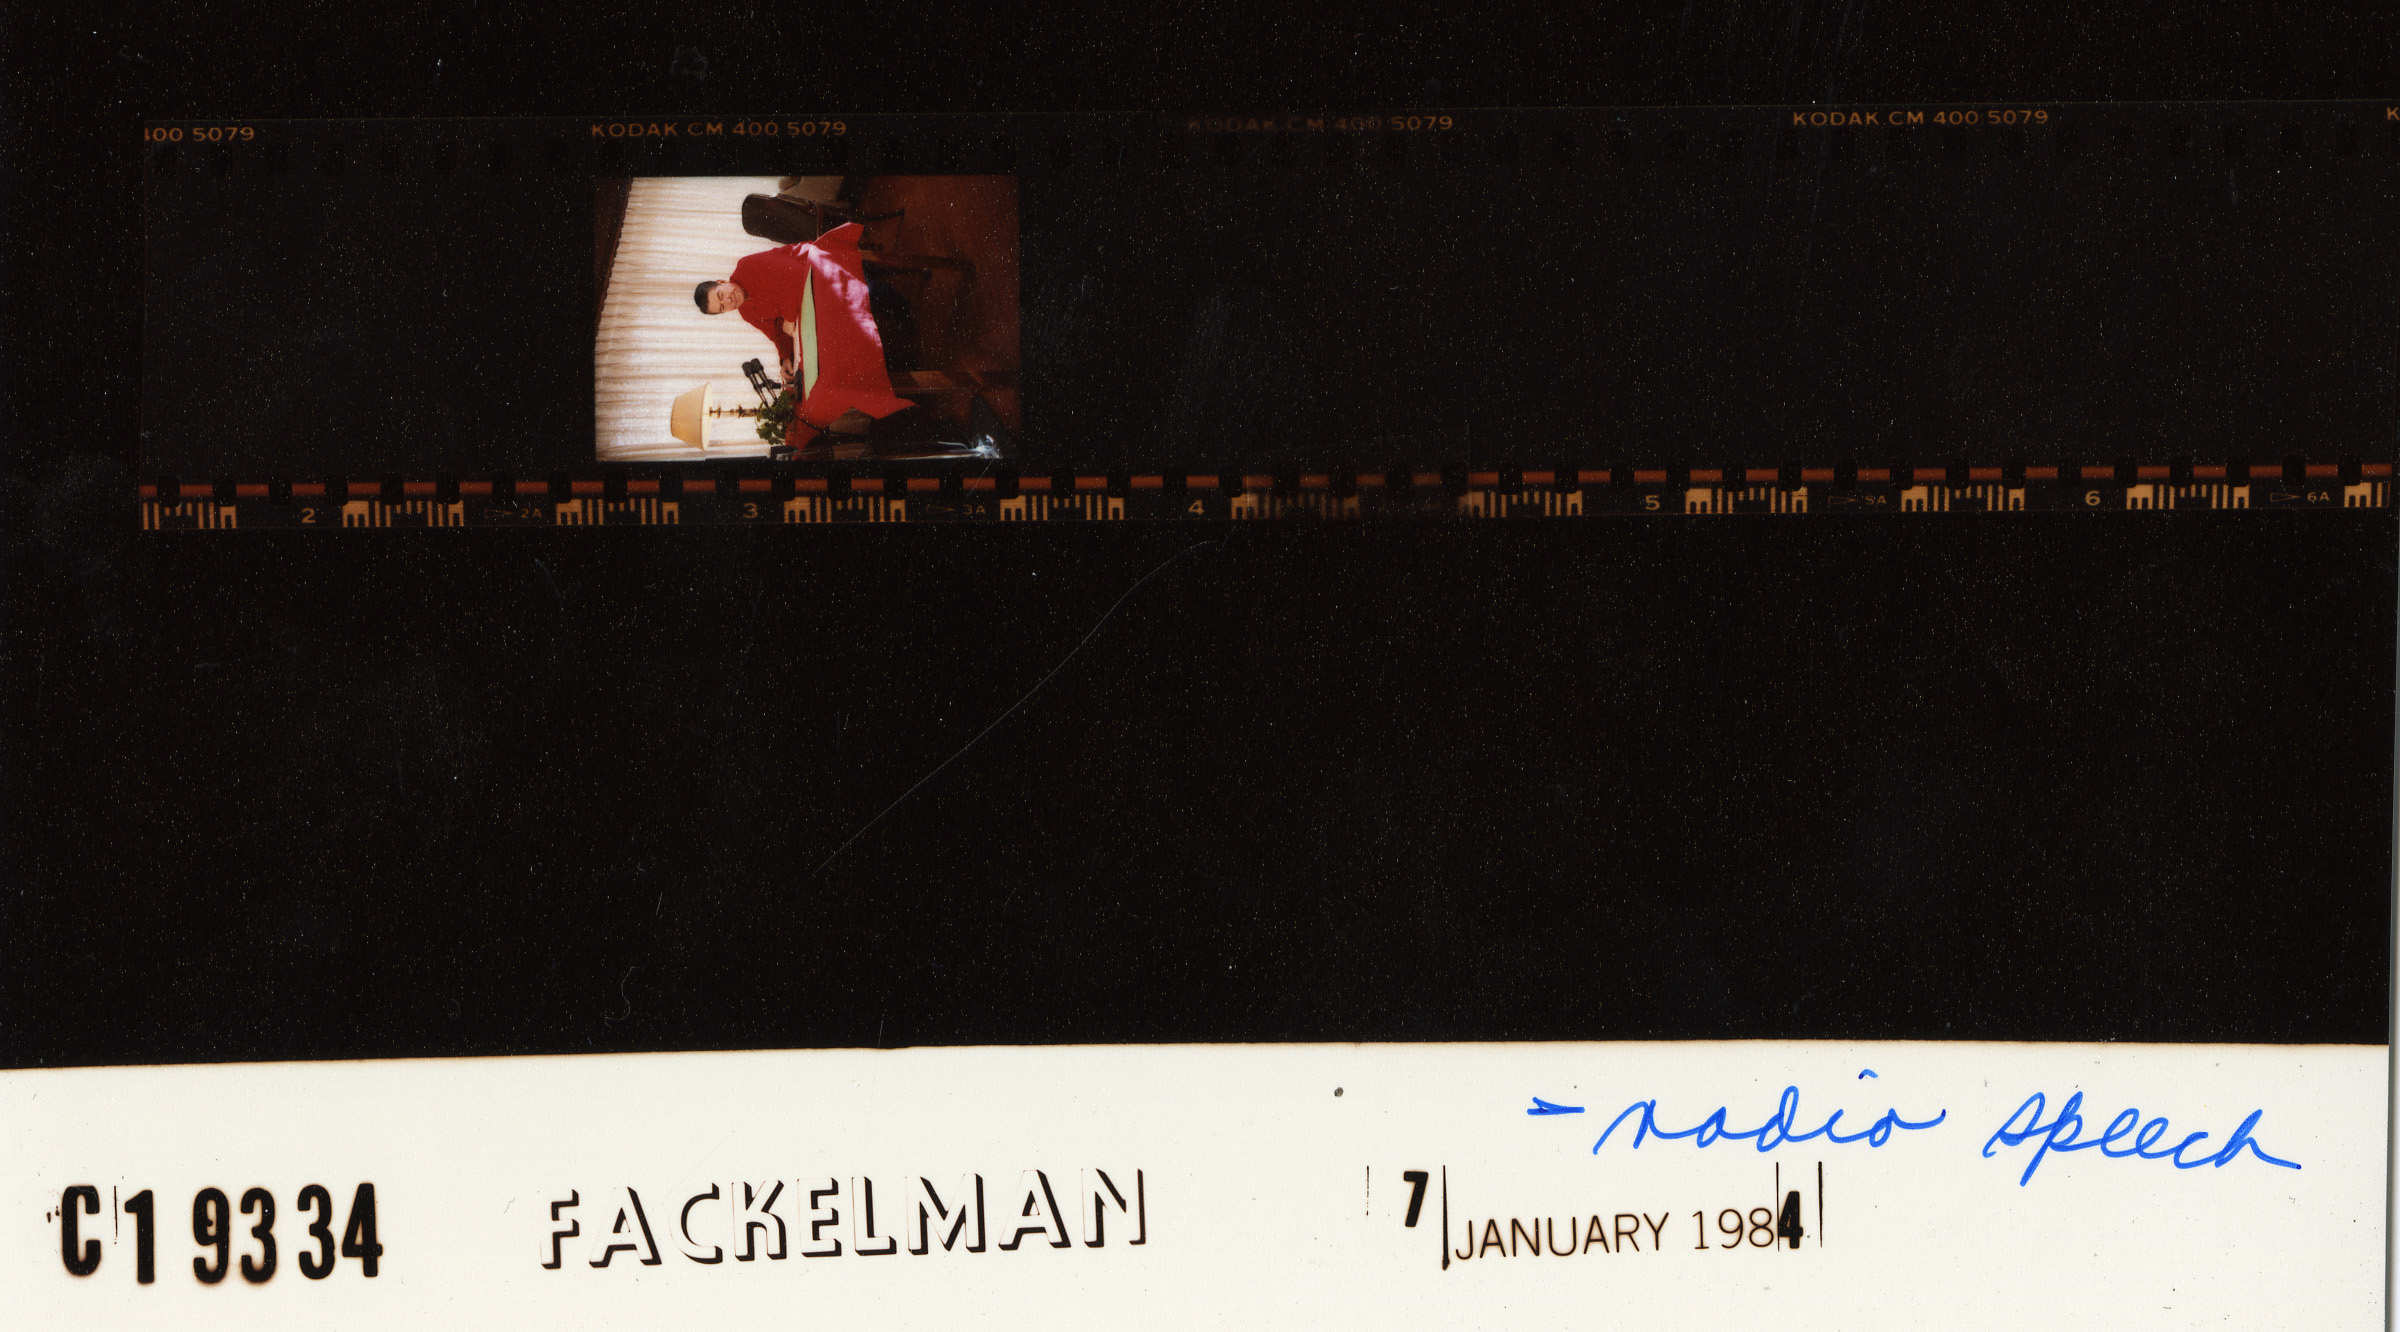 400 5079 KODAK CM 400 5079 KODAK CM 400 5079 KODAK CM 400 5079 K
2 2A 3 3A 4 5 5A 6 6A
- radio speech
C1 9334 FACKELMAN 7 JANUARY 1984